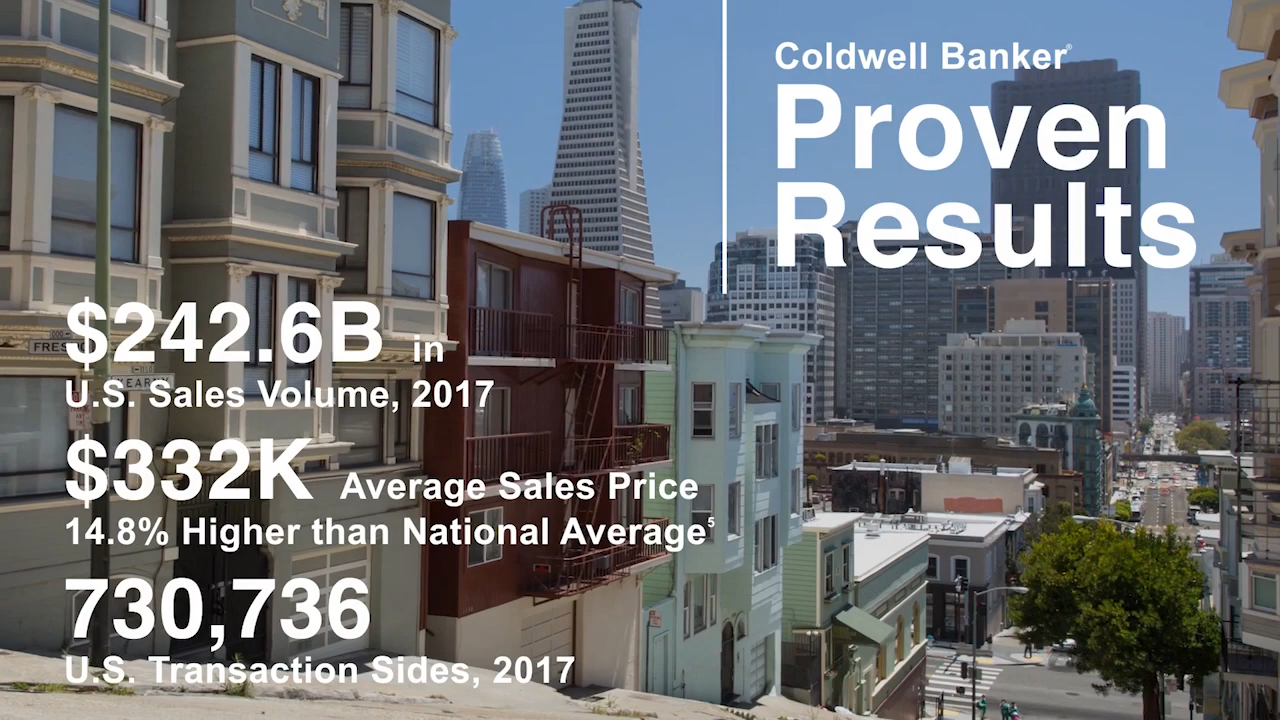 Coldwell Banker®
Proven
Results
$242.6B in
U.S. Sales Volume, 2017
$332K Average Sales Price
14.8% Higher than National Average⁵
730,736
U.S. Transaction Sides, 2017